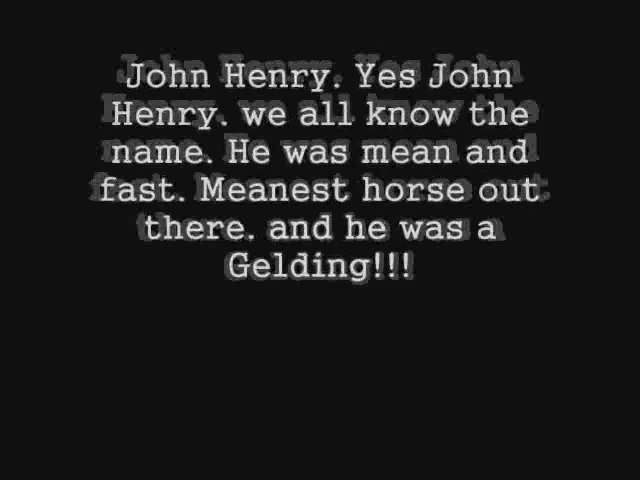 John Henry. Yes John
Henry. we all know the
name. He was mean and
fast. Meanest horse out
there. and he was a
Gelding!!!